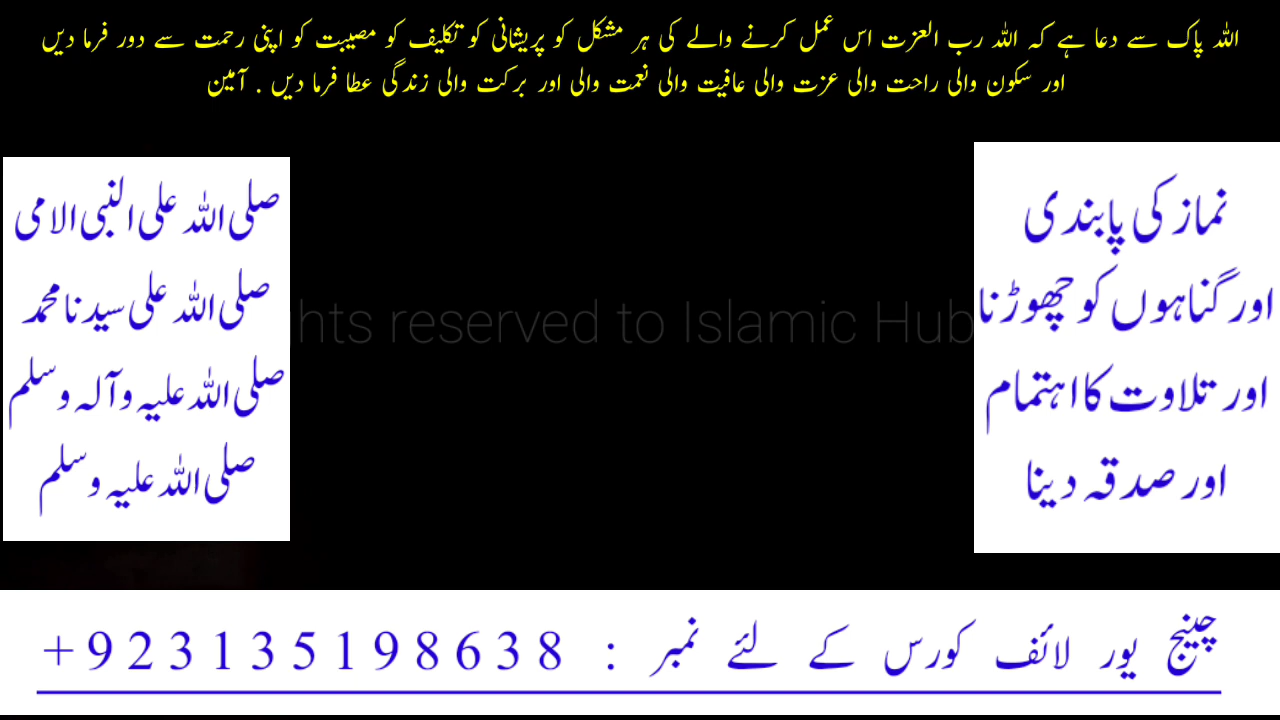 اللہ پاک سے دعا ہے کہ اللہ رب العزت اس عمل کرنے والے کی ہر مشکل کو پریشانی کو تکلیف کو مصیبت کو اپنی رحمت سے دور فرما دیں
اور سکون والی راحت والی عزت والی عافیت والی نعمت والی اور برکت والی زندگی عطا فرما دیں . آمین
نماز کی پابندی
اور گناہوں کو چھوڑنا
اور تلاوت کا اہتمام
اور صدقہ دینا
صلی اللہ علی النبی الامی
صلی اللہ علی سیدنا محمد
صلی اللہ علیہ وآلہ وسلم
صلی اللہ علیہ وسلم
hts reserved to Islamic Hub
چینج یور لائف کورس کے لئے نمبر : 923135198638+